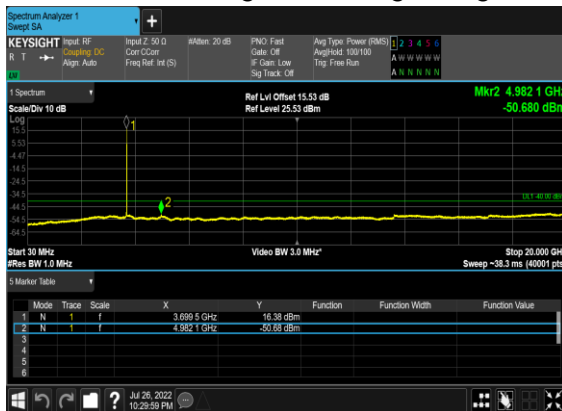 Spectrum Analyzer 1
Swept SA
+
KEYSIGHT Input: RF Input Z: 50 Ω #Atten: 20 dB PNO: Fast Avg Type: Power (RMS) 1 2 3 4 5 6
R T Coupling: DC Corr CCorr Gate: Off Avg|Hold: 100/100 A W W W W W
Align: Auto Freq Ref: Int (S) IF Gain: Low Trig: Free Run
Sig Track: Off A N N N N N
1 Spectrum Ref Lvl Offset 15.53 dB Mkr2 4.982 1 GHz
Scale/Div 10 dB Ref Level 25.53 dBm -50.680 dBm
Log
15.5
5.53
-4.47
-14.5
-24.5
-34.5
-44.5
-54.5
-64.5
1
2
DL1 -40.00 dBm
Start 30 MHz Video BW 3.0 MHz* Stop 20.000 GHz
#Res BW 1.0 MHz Sweep ~38.3 ms (40001 pts)
5 Marker Table
Mode Trace Scale X Y Function Function Width Function Value
1 N 1 f 3.699 5 GHz 16.38 dBm
2 N 1 f 4.982 1 GHz -50.68 dBm
3
4
5
6
? Jul 26, 2022
10:29:59 PM